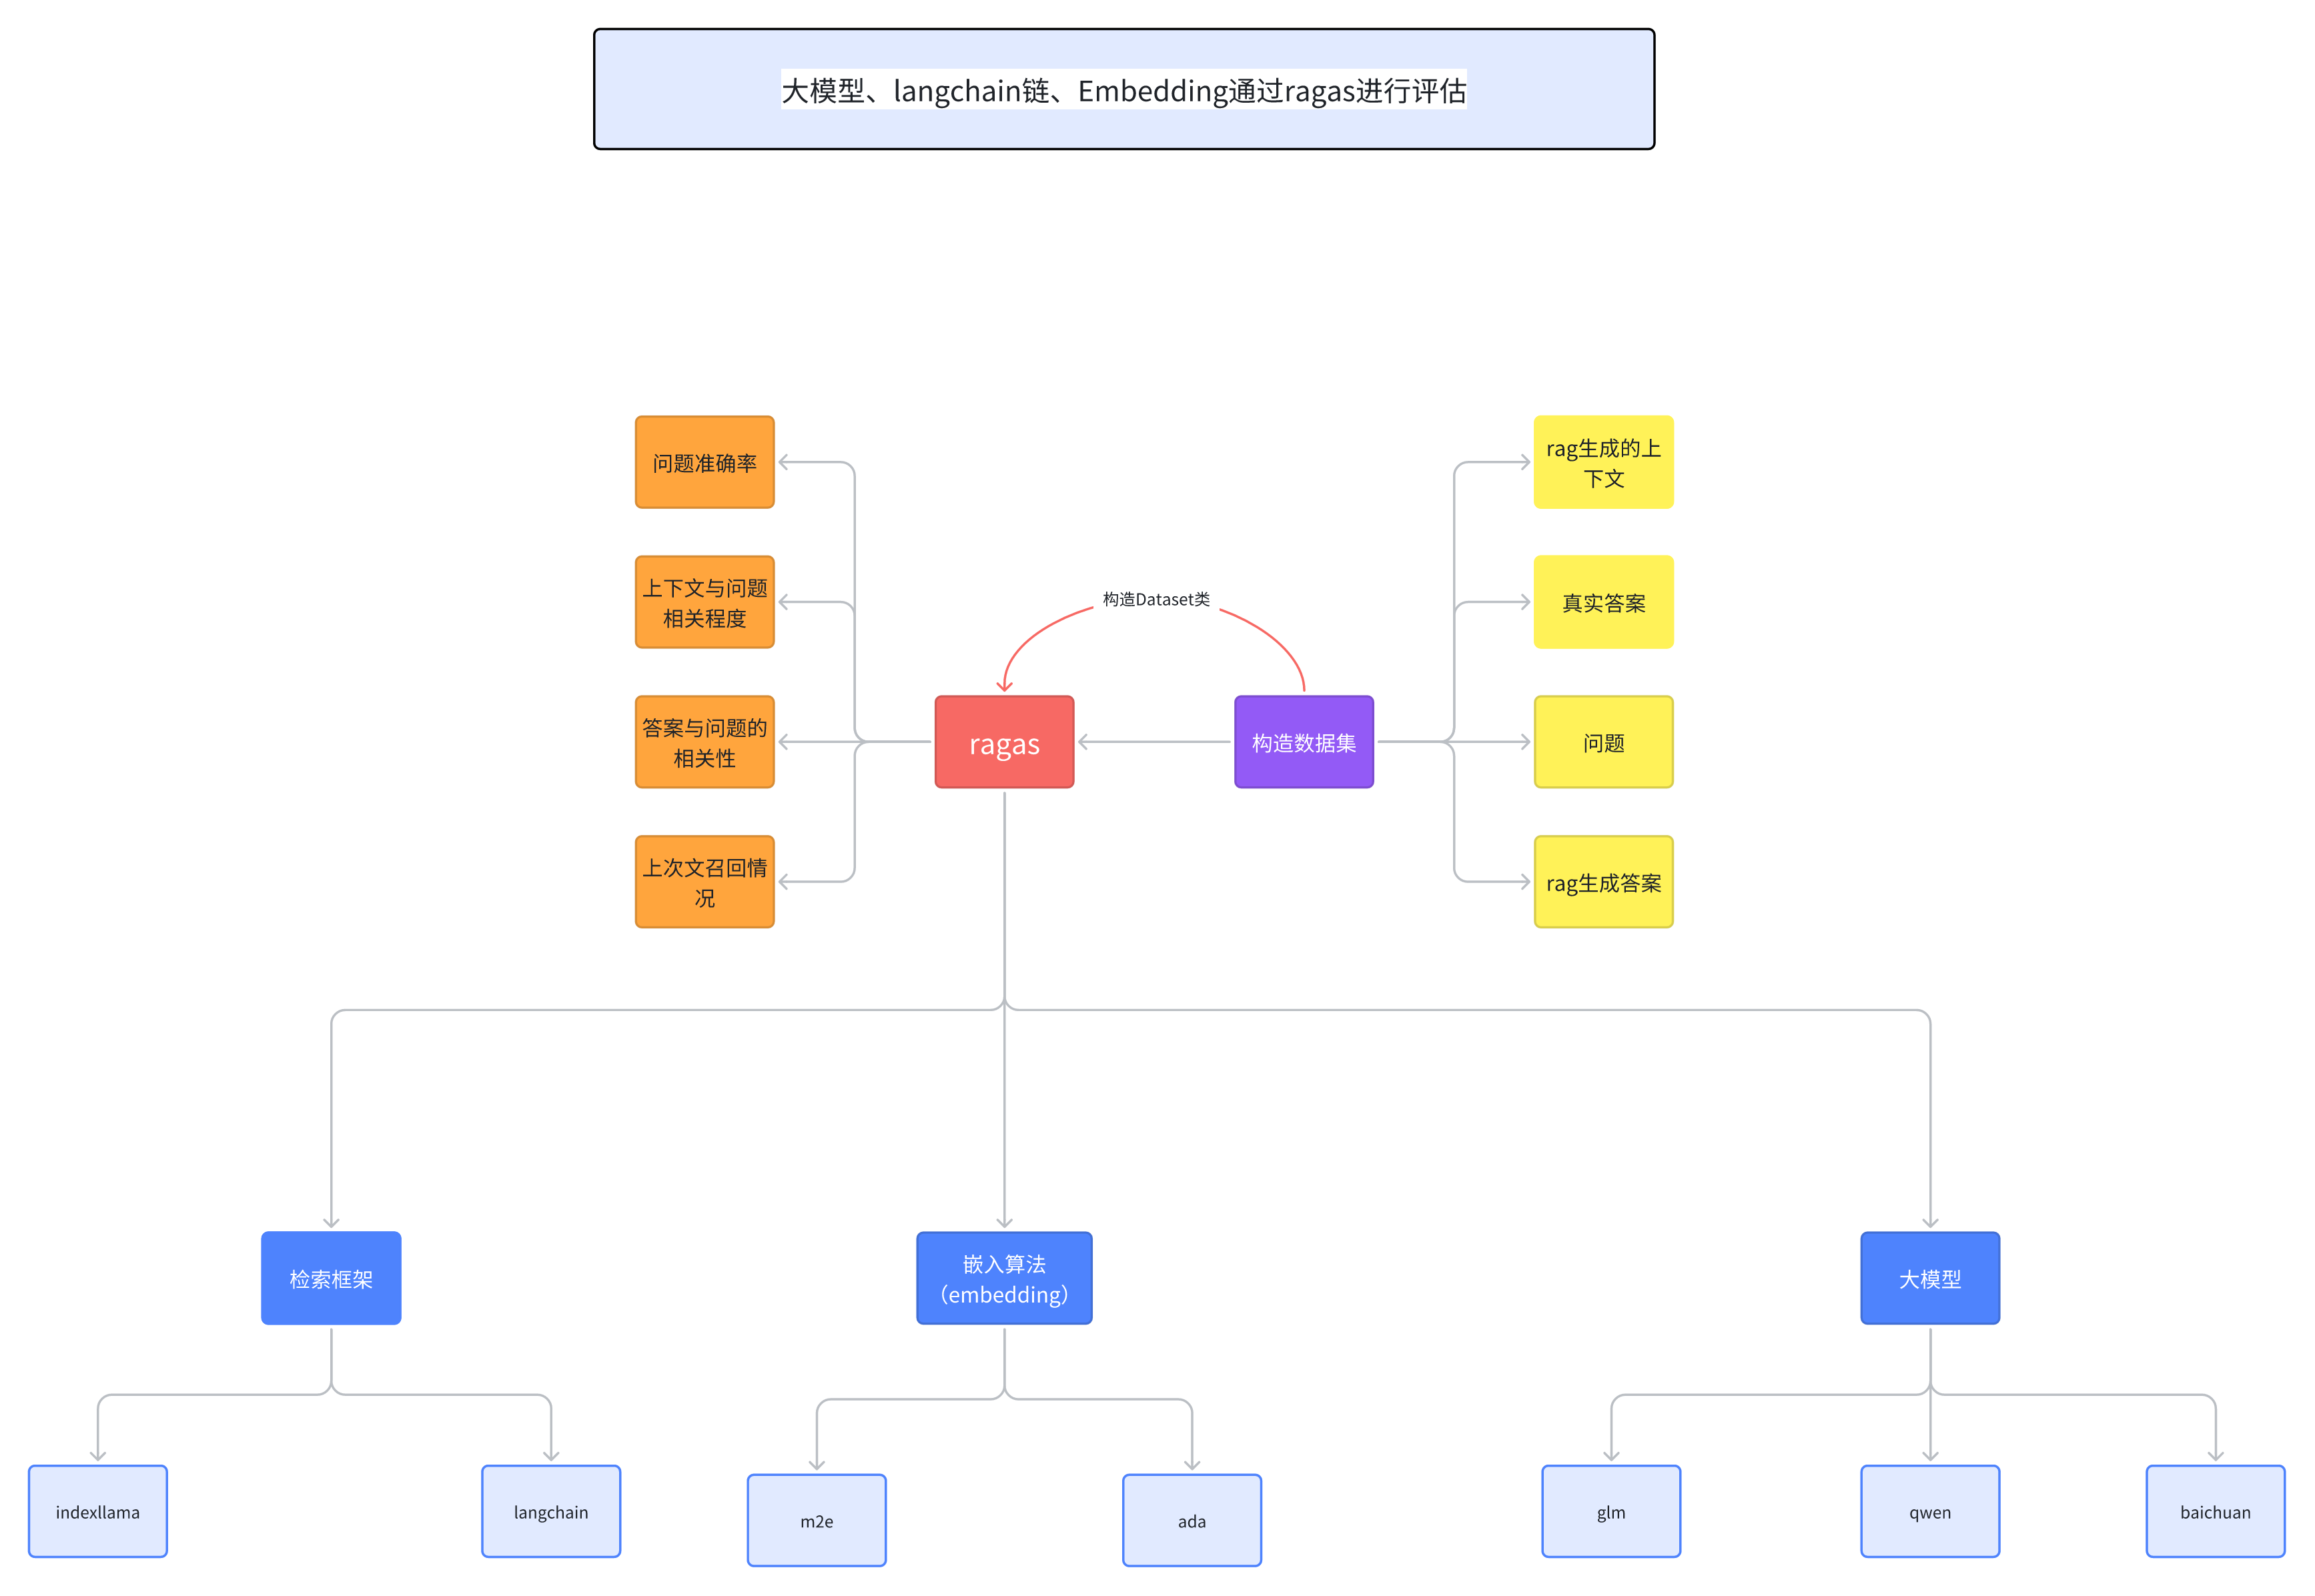 大模型、langchain链、Embedding通过ragas进行评估
问题准确率
rag生成的上
下文
上下文与问题
相关程度
构造Dataset类
真实答案
答案与问题的
相关性
ragas
构造数据集
问题
上次文召回情
况
rag生成答案
检索框架
嵌入算法
（embedding）
大模型
indexllama
langchain
m2e
ada
glm
qwen
baichuan